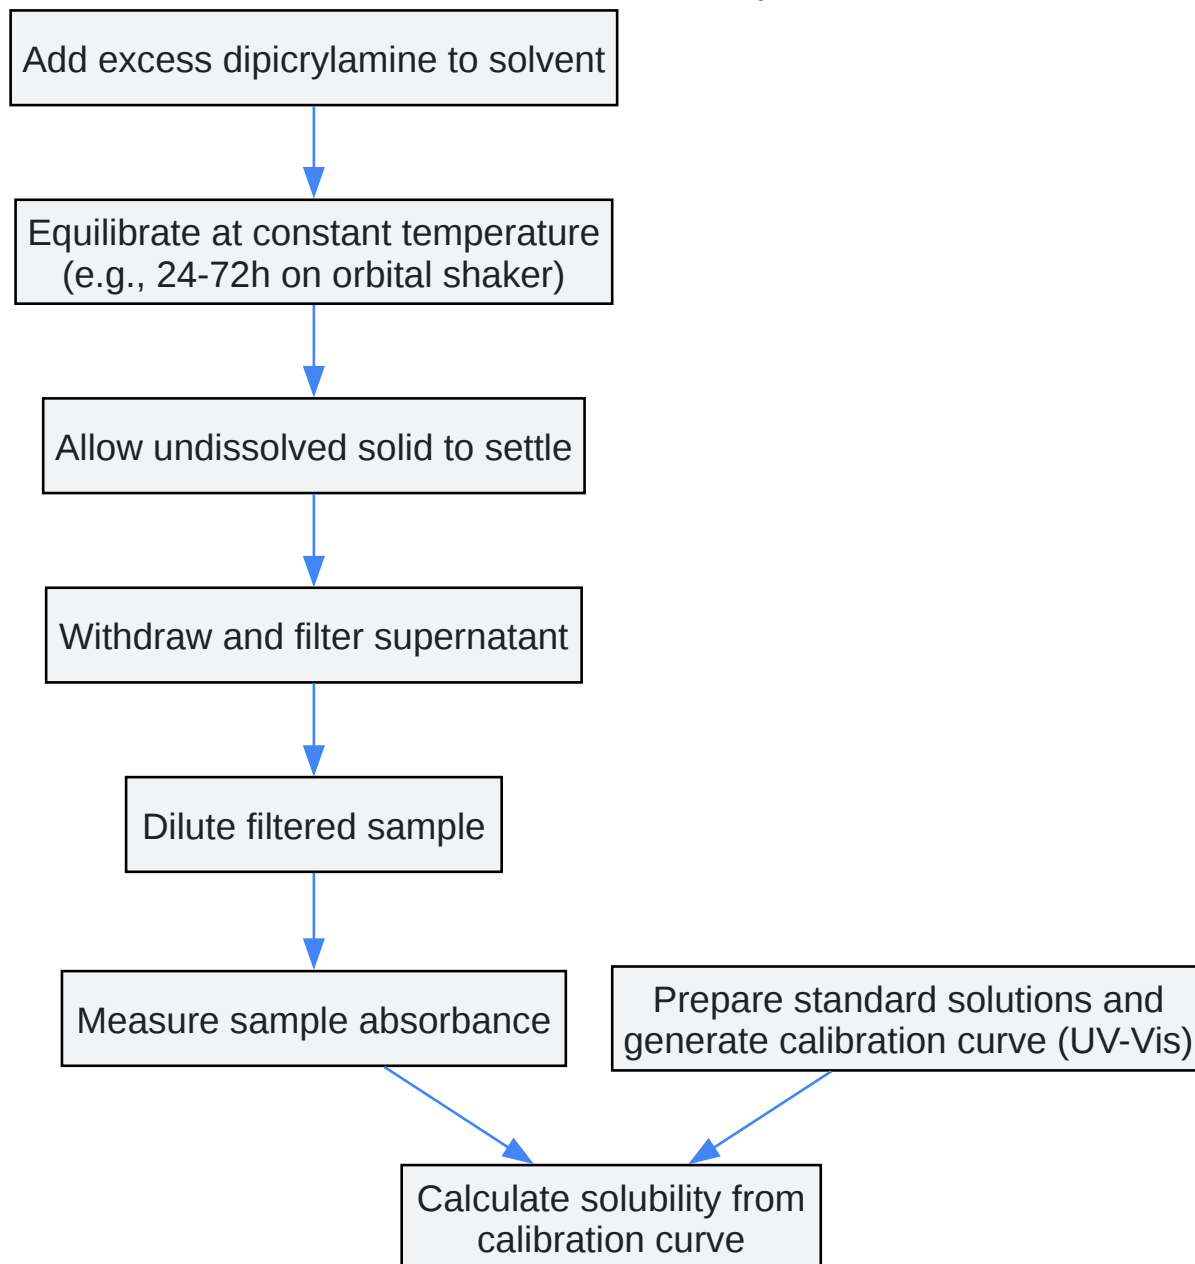 Add excess dipicrylamine to solvent
Equilibrate at constant temperature
(e.g., 24-72h on orbital shaker)
Allow undissolved solid to settle
Withdraw and filter supernatant
Dilute filtered sample
Measure sample absorbance
Prepare standard solutions and
generate calibration curve (UV-Vis)
Calculate solubility from
calibration curve